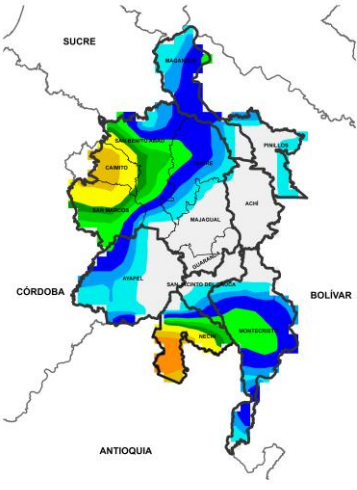 SUCRE
MAGANGUÉ
SAN BENITO ABAD
PINILLOS
CAIMITO
SUCRE
ACHÍ
SAN MARCOS
MAJAGUAL
GUARANDA
AYAPEL
SAN JACINTO DEL CAUCA
CÓRDOBA
BOLÍVAR
MONTECRISTO
NECHÍ
ANTIOQUIA